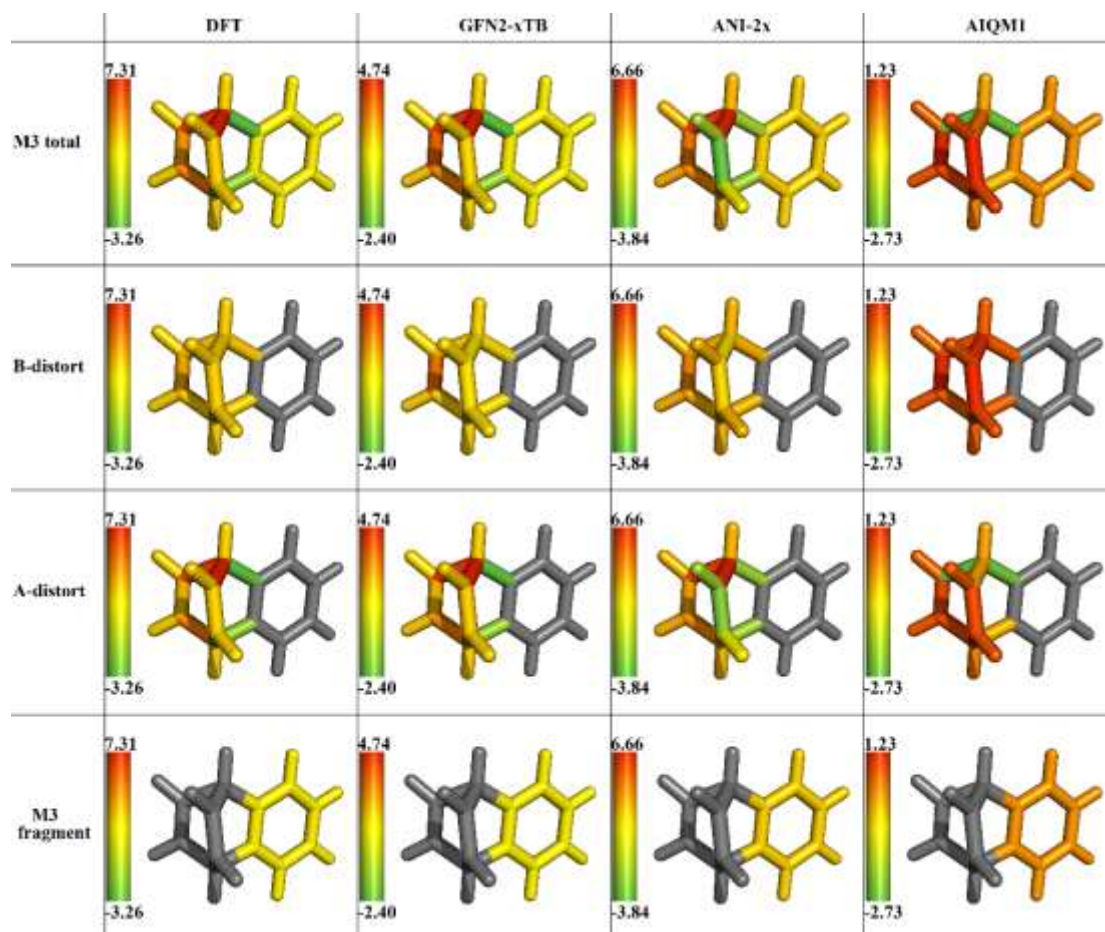 DFT GFN2-xTB ANI-2x AIQM1
7.31 4.74 6.66 1.23
M3 total
-3.26 -2.40 -3.84 -2.73
7.31 4.74 6.66 1.23
B-distort
-3.26 -2.40 -3.84 -2.73
7.31 4.74 6.66 1.23
A-distort
-3.26 -2.40 -3.84 -2.73
7.31 4.74 6.66 1.23
M3
fragment
-3.26 -2.40 -3.84 -2.73